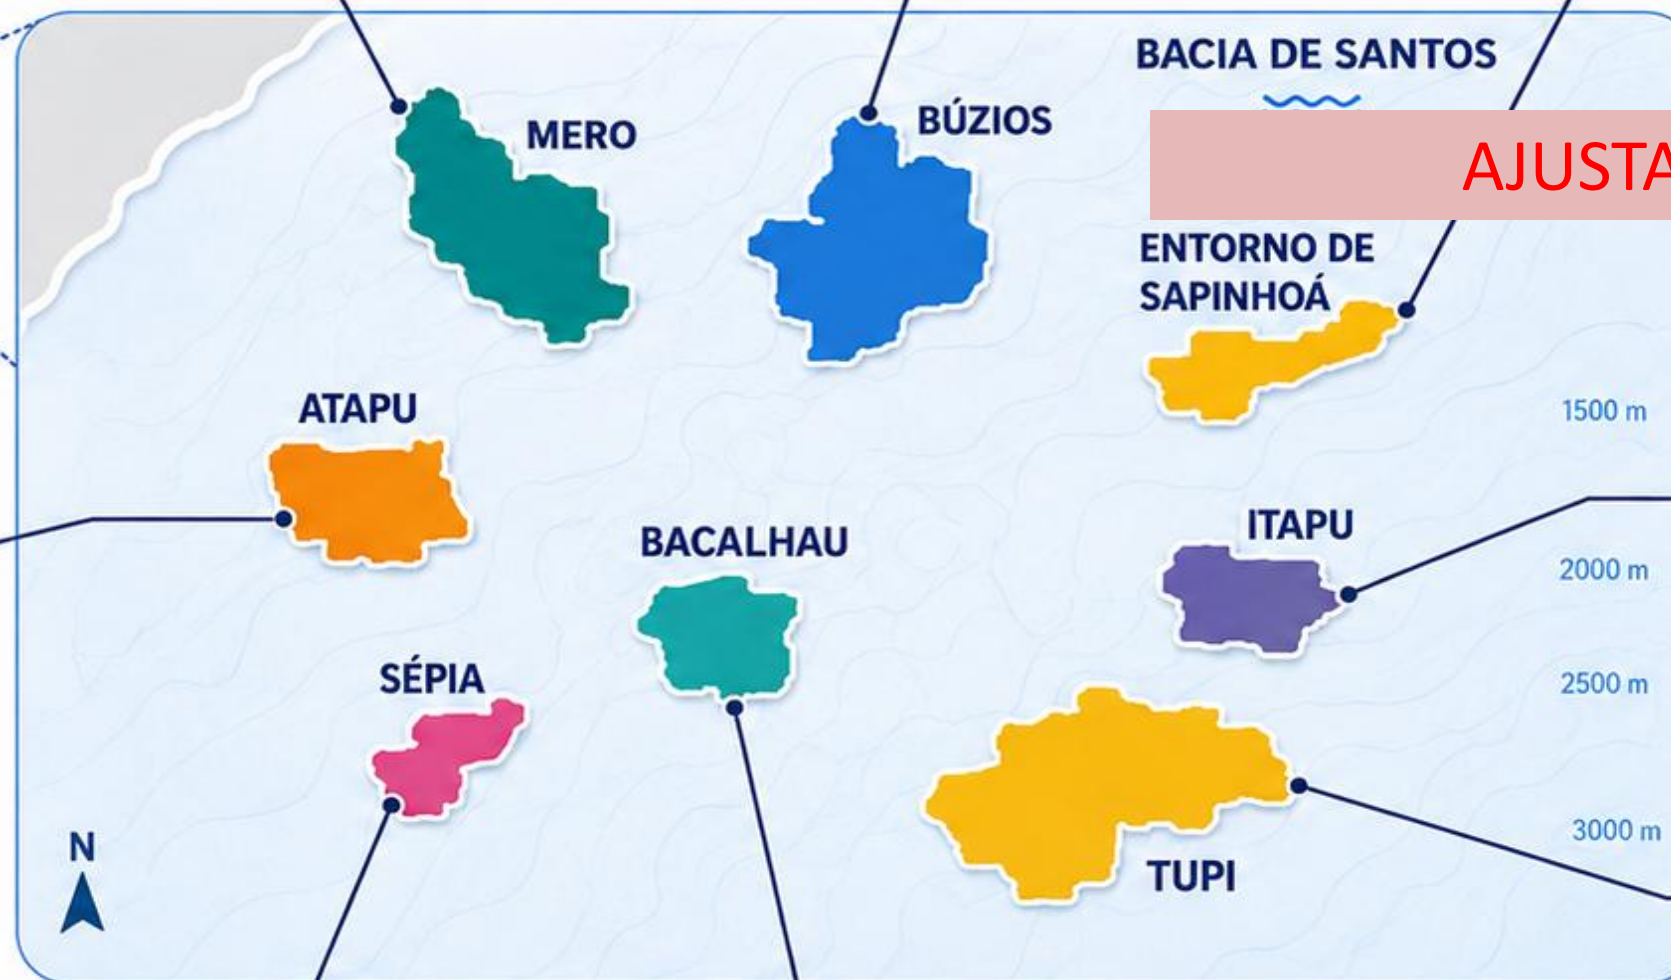 BACIA DE SANTOS
MERO
BÚZIOS
AJUSTA
ENTORNO DE
SAPINHOÁ
1500 m
ATAPU
ITAPU
BACALHAU
2000 m
SÉPIA
2500 m
3000 m
N
TUPI